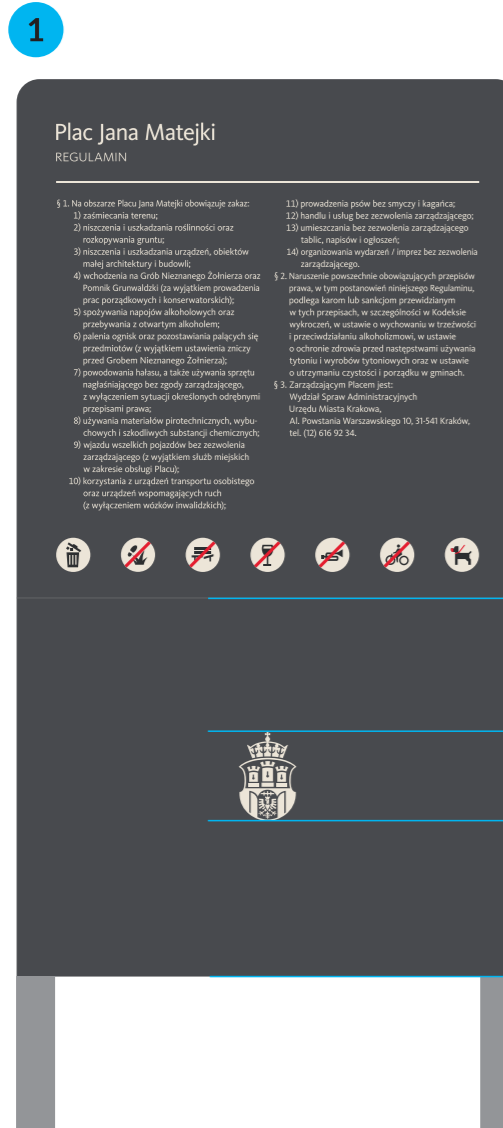 1
Plac Jana Matejki
REGULAMIN
§ 1. Na obszarze Placu Jana Matejki obowiązuje zakaz:
1) zaśmiecania terenu;
2) niszczenia i uszkadzania roślinności oraz
rozkopywania gruntu;
3) niszczenia i uszkadzania urządzeń, obiektów
małej architektury i budowli;
4) wchodzenia na Grób Nieznanego Żołnierza oraz
Pomnik Grunwaldzki (za wyjątkiem prowadzenia
prac porządkowych i konserwatorskich);
5) spożywania napojów alkoholowych oraz
przebywania z otwartym alkoholem;
6) palenia ognisk oraz pozostawiania palących się
przedmiotów (z wyjątkiem ustawienia zniczy
przed Grobem Nieznanego Żołnierza);
7) powodowania hałasu, a także używania sprzętu
nagłaśniającego bez zgody zarządzającego,
z wyłączeniem sytuacji określonych odrębnymi
przepisami prawa;
8) używania materiałów pirotechnicznych, wybu-
chowych i szkodliwych substancji chemicznych;
9) wjazdu wszelkich pojazdów bez zezwolenia
zarządzającego (z wyjątkiem służb miejskich
w zakresie obsługi Placu);
10) korzystania z urządzeń transportu osobistego
oraz urządzeń wspomagających ruch
(z wyłączeniem wózków inwalidzkich);
11) prowadzenia psów bez smyczy i kagańca;
12) handlu i usług bez zezwolenia zarządzającego;
13) umieszczania bez zezwolenia zarządzającego
tablic, napisów i ogłoszeń;
14) organizowania wydarzeń / imprez bez zezwolenia
zarządzającego.
§ 2. Naruszenie powszechnie obowiązujących przepisów
prawa, w tym postanowień niniejszego Regulaminu,
podlega karom lub sankcjom przewidzianym
w tych przepisach, w szczególności w Kodeksie
wykroczeń, w ustawie o wychowaniu w trzeźwości
i przeciwdziałaniu alkoholizmowi, w ustawie
o ochronie zdrowia przed następstwami używania
tytoniu i wyrobów tytoniowych oraz w ustawie
o utrzymaniu czystości i porządku w gminach.
§ 3. Zarządzającym Placem jest:
Wydział Spraw Administracyjnych
Urzędu Miasta Krakowa,
Al. Powstania Warszawskiego 10, 31-541 Kraków,
tel. (12) 616 92 34.